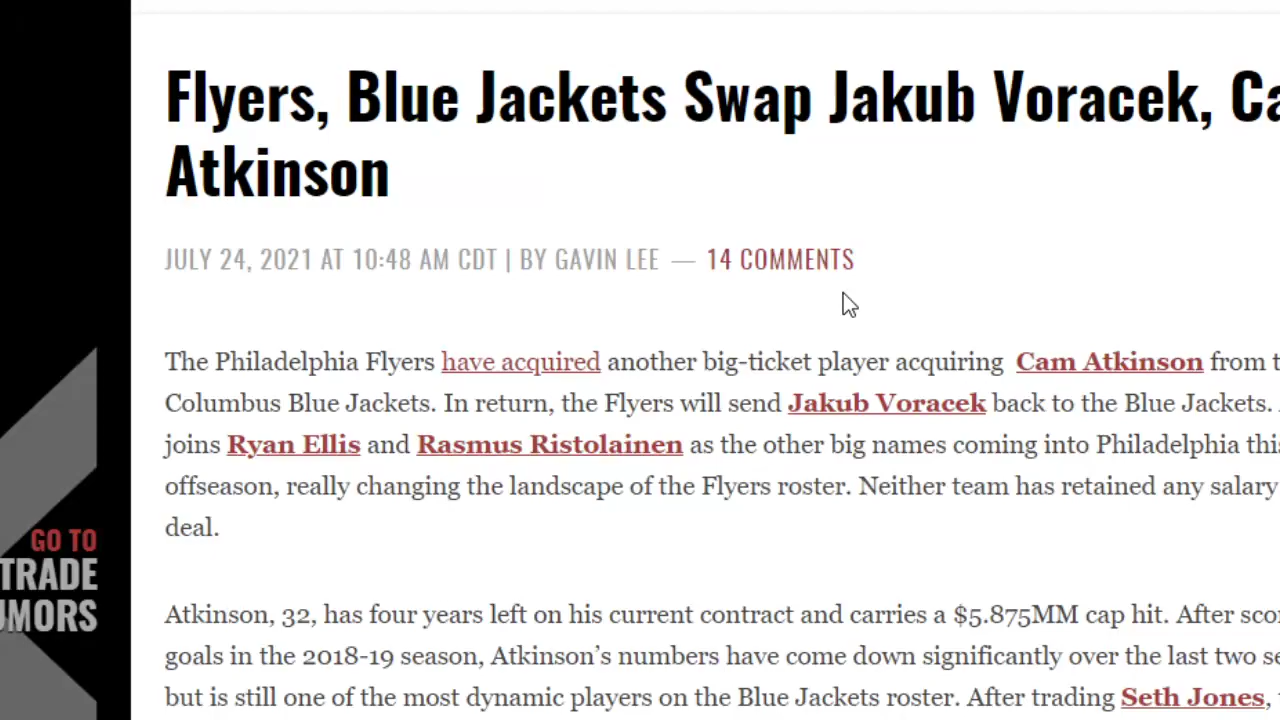 Flyers, Blue Jackets Swap Jakub Voracek, Ca
Atkinson
JULY 24, 2021 AT 10:48 AM CDT | BY GAVIN LEE — 14 COMMENTS
The Philadelphia Flyers have acquired another big-ticket player acquiring Cam Atkinson from t
Columbus Blue Jackets. In return, the Flyers will send Jakub Voracek back to the Blue Jackets.
joins Ryan Ellis and Rasmus Ristolainen as the other big names coming into Philadelphia this
offseason, really changing the landscape of the Flyers roster. Neither team has retained any salary
deal.
Atkinson, 32, has four years left on his current contract and carries a $5.875MM cap hit. After sco
goals in the 2018-19 season, Atkinson’s numbers have come down significantly over the last two se
but is still one of the most dynamic players on the Blue Jackets roster. After trading Seth Jones,
GO TO
TRADE
UMORS